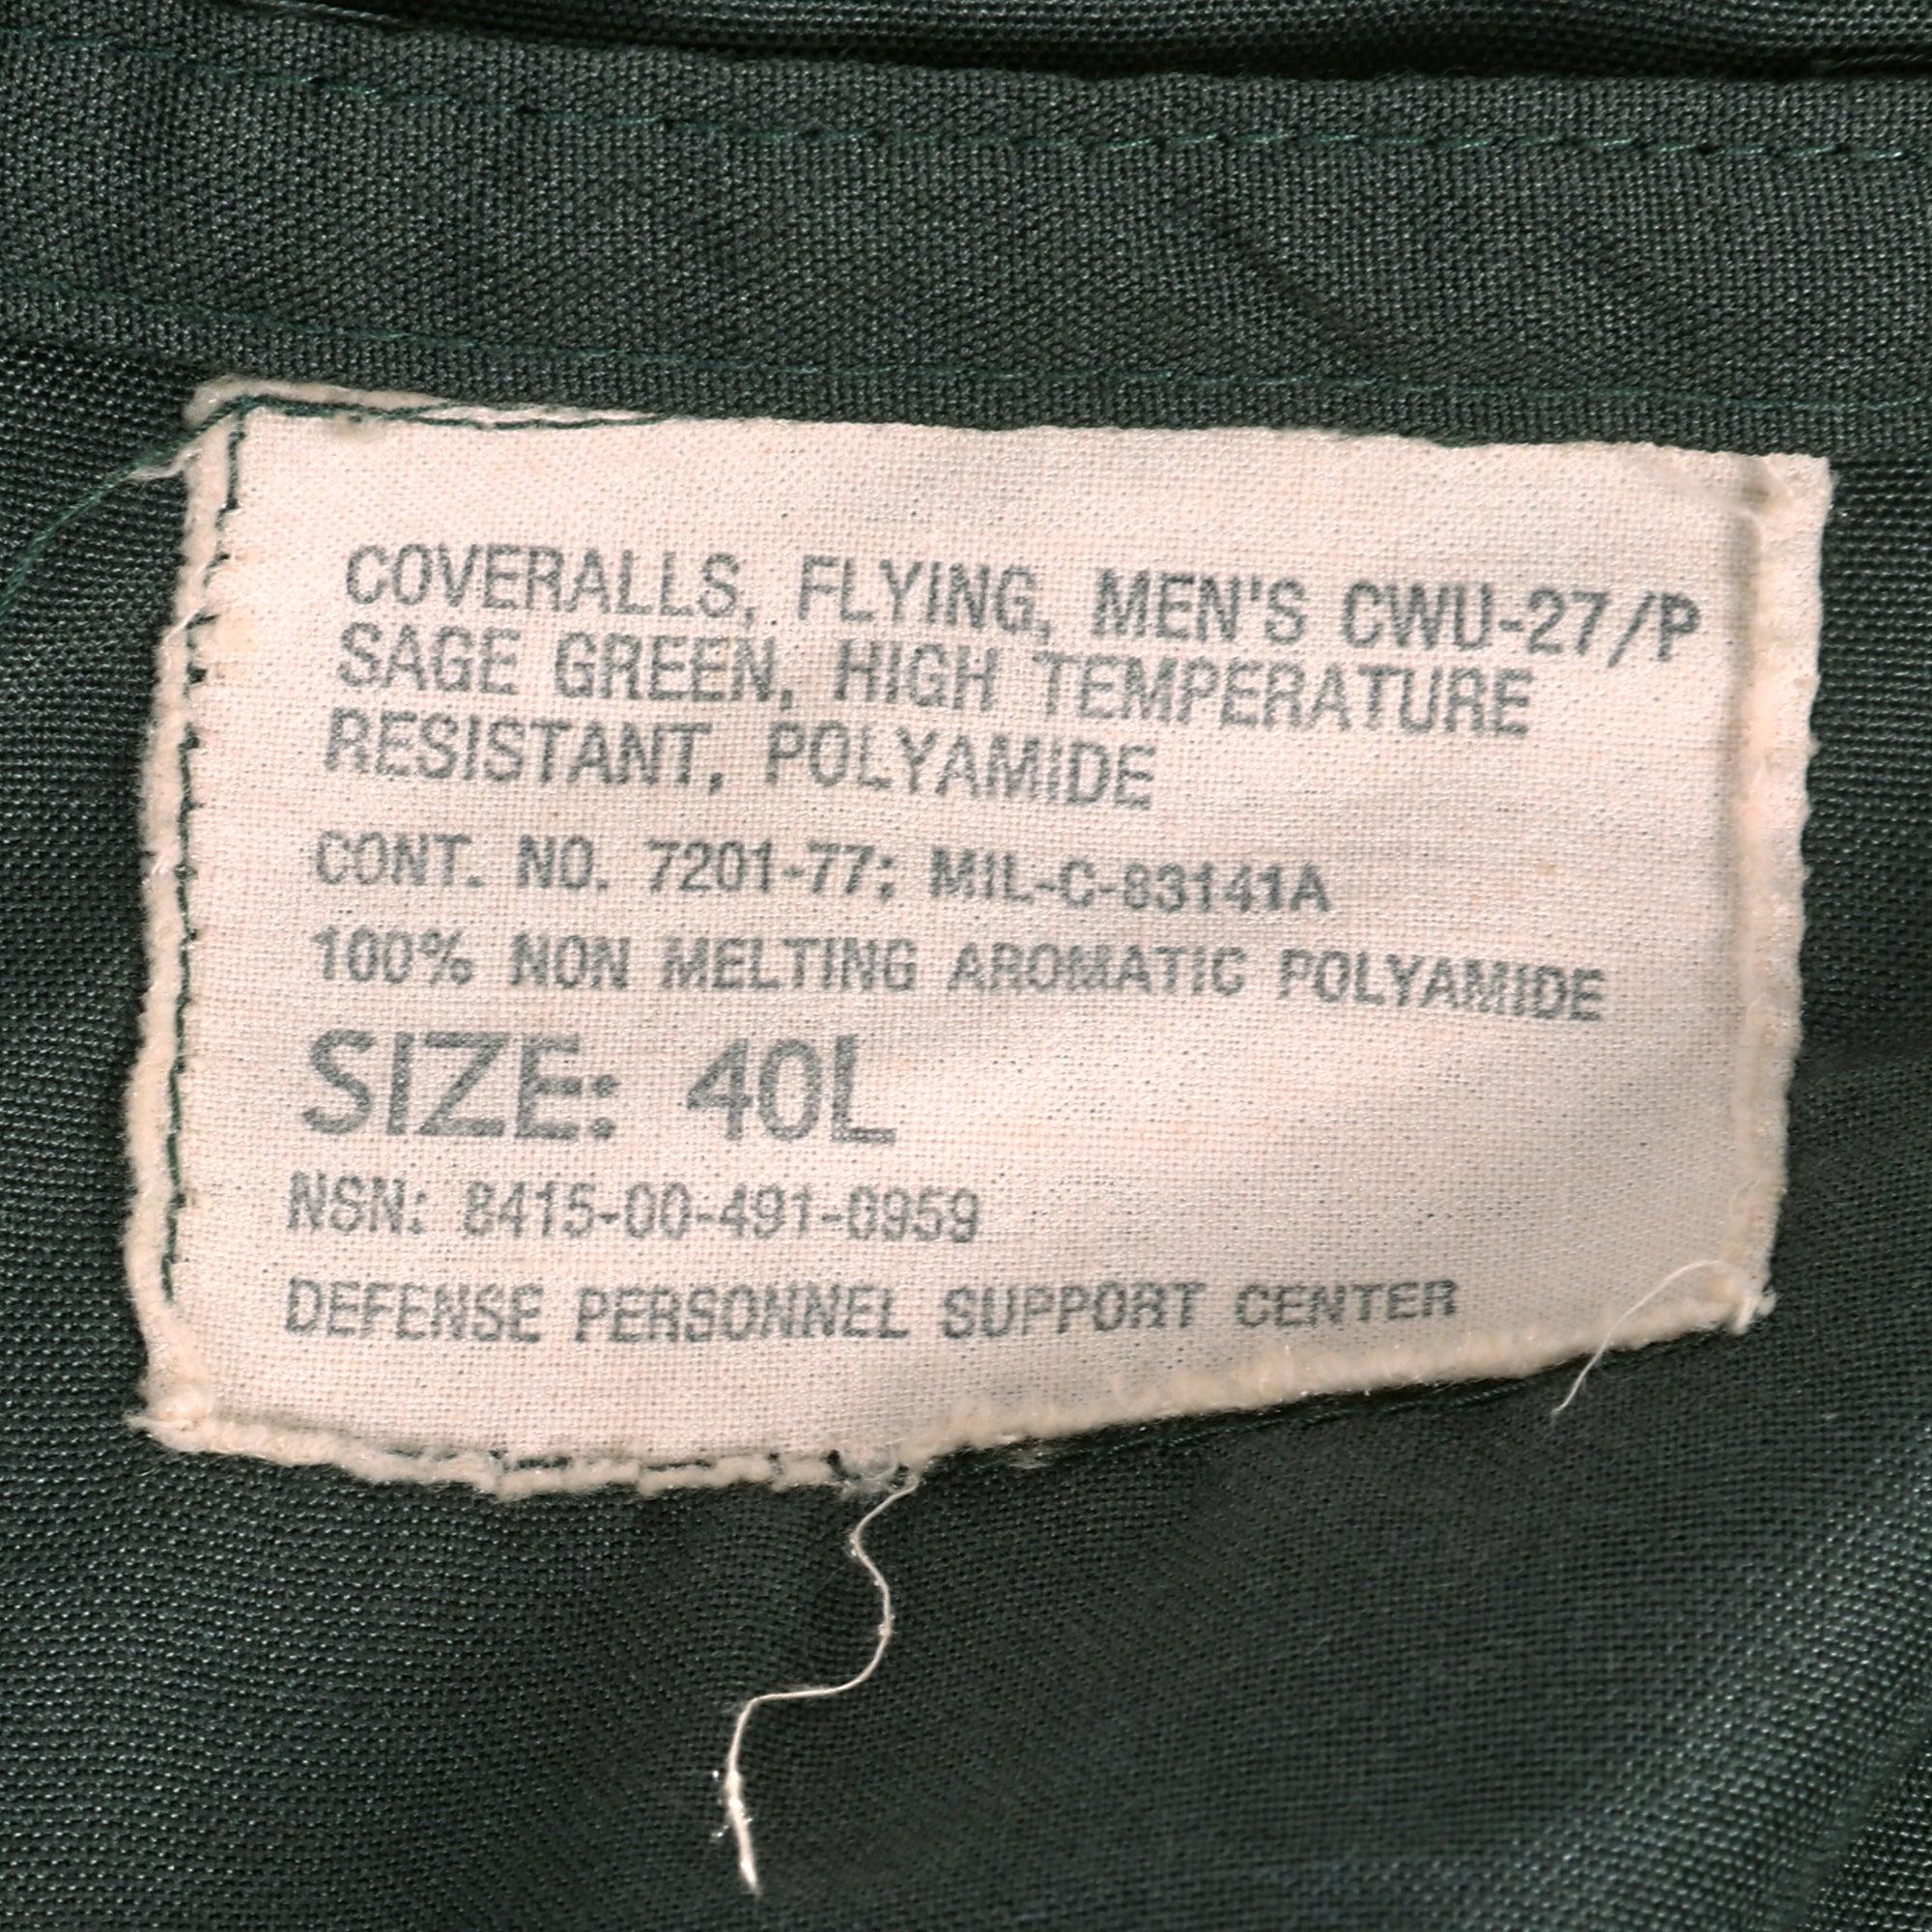 COVERALLS, FLYING, MEN'S CWU-27/P
SAGE GREEN, HIGH TEMPERATURE
RESISTANT, POLYAMIDE
CONT. NO. 7201-77; MIL-C-83141A
100% NON MELTING AROMATIC POLYAMIDE
SIZE: 40L
NSN: 8415-00-491-0959
DEFENSE PERSONNEL SUPPORT CENTER